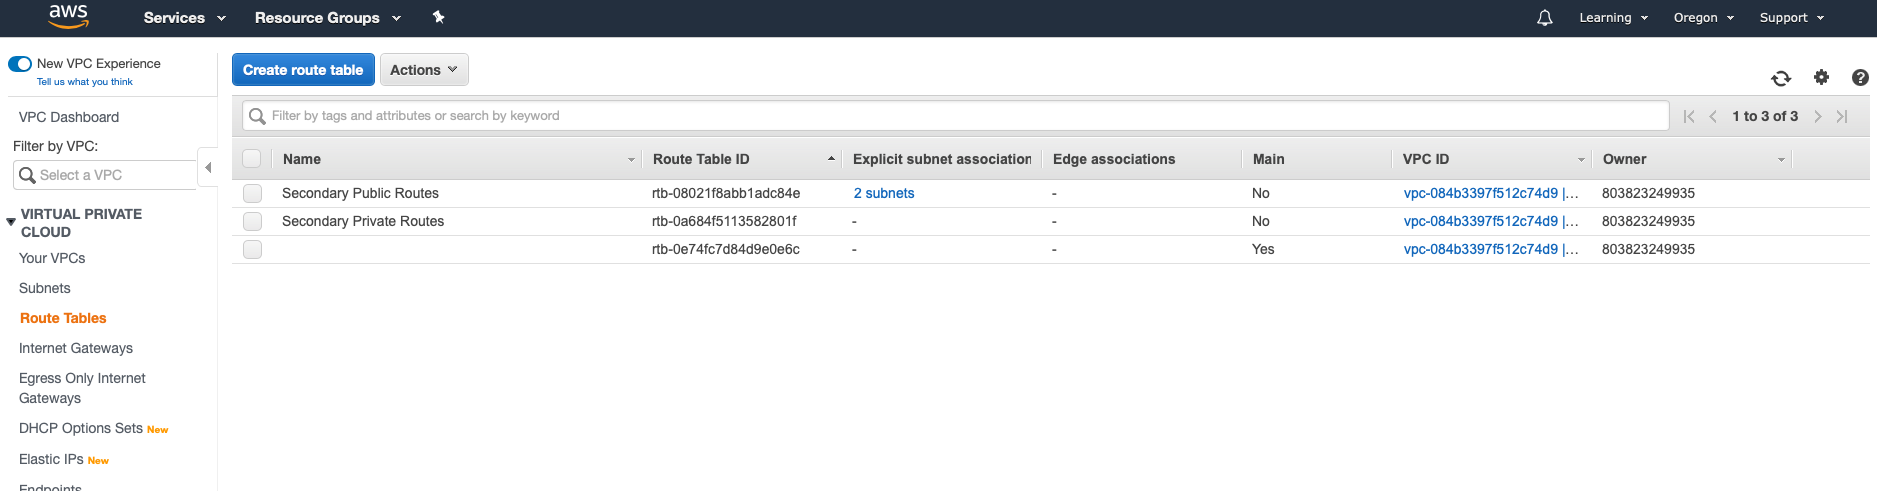 aws Services Resource Groups Learning Oregon Support
New VPC Experience
Tell us what you think
VPC Dashboard
Filter by VPC:
Select a VPC
VIRTUAL PRIVATE
CLOUD
Your VPCs
Subnets
Route Tables
Internet Gateways
Egress Only Internet
Gateways
DHCP Options Sets New
Elastic IPs New
Endpoints
Create route table Actions
Filter by tags and attributes or search by keyword 1 to 3 of 3
Name Route Table ID Explicit subnet association Edge associations Main VPC ID Owner
Secondary Public Routes rtb-08021f8abb1adc84e 2 subnets - No vpc-084b3397f512c74d9 |... 803823249935
Secondary Private Routes rtb-0a684f5113582801f - - No vpc-084b3397f512c74d9 |... 803823249935
rtb-0e74fc7d84d9e0e6c - - Yes vpc-084b3397f512c74d9 |... 803823249935